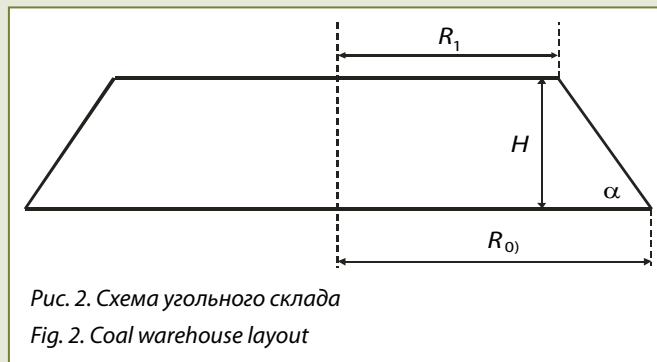 R1
H
α
R0)
Рис. 2. Схема угольного склада
Fig. 2. Coal warehouse layout